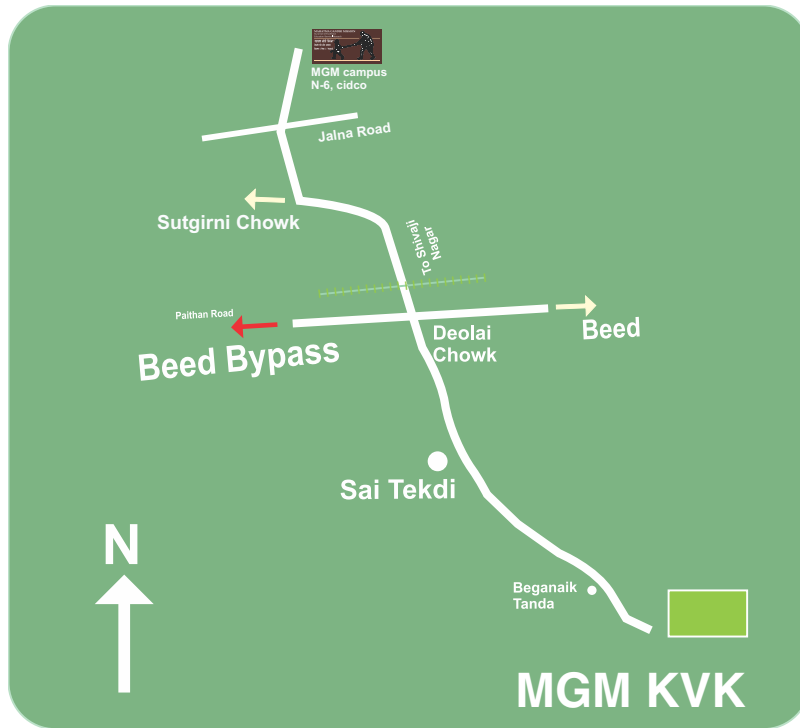 MGM campus
N-6, cidco
Jalna Road
Sutgirni Chowk
To Shivaji
Nagar
Paithan Road
Beed Bypass
Deolai
Chowk
Beed
Sai Tekdi
N
Beganaik
Tanda
MGM KVK